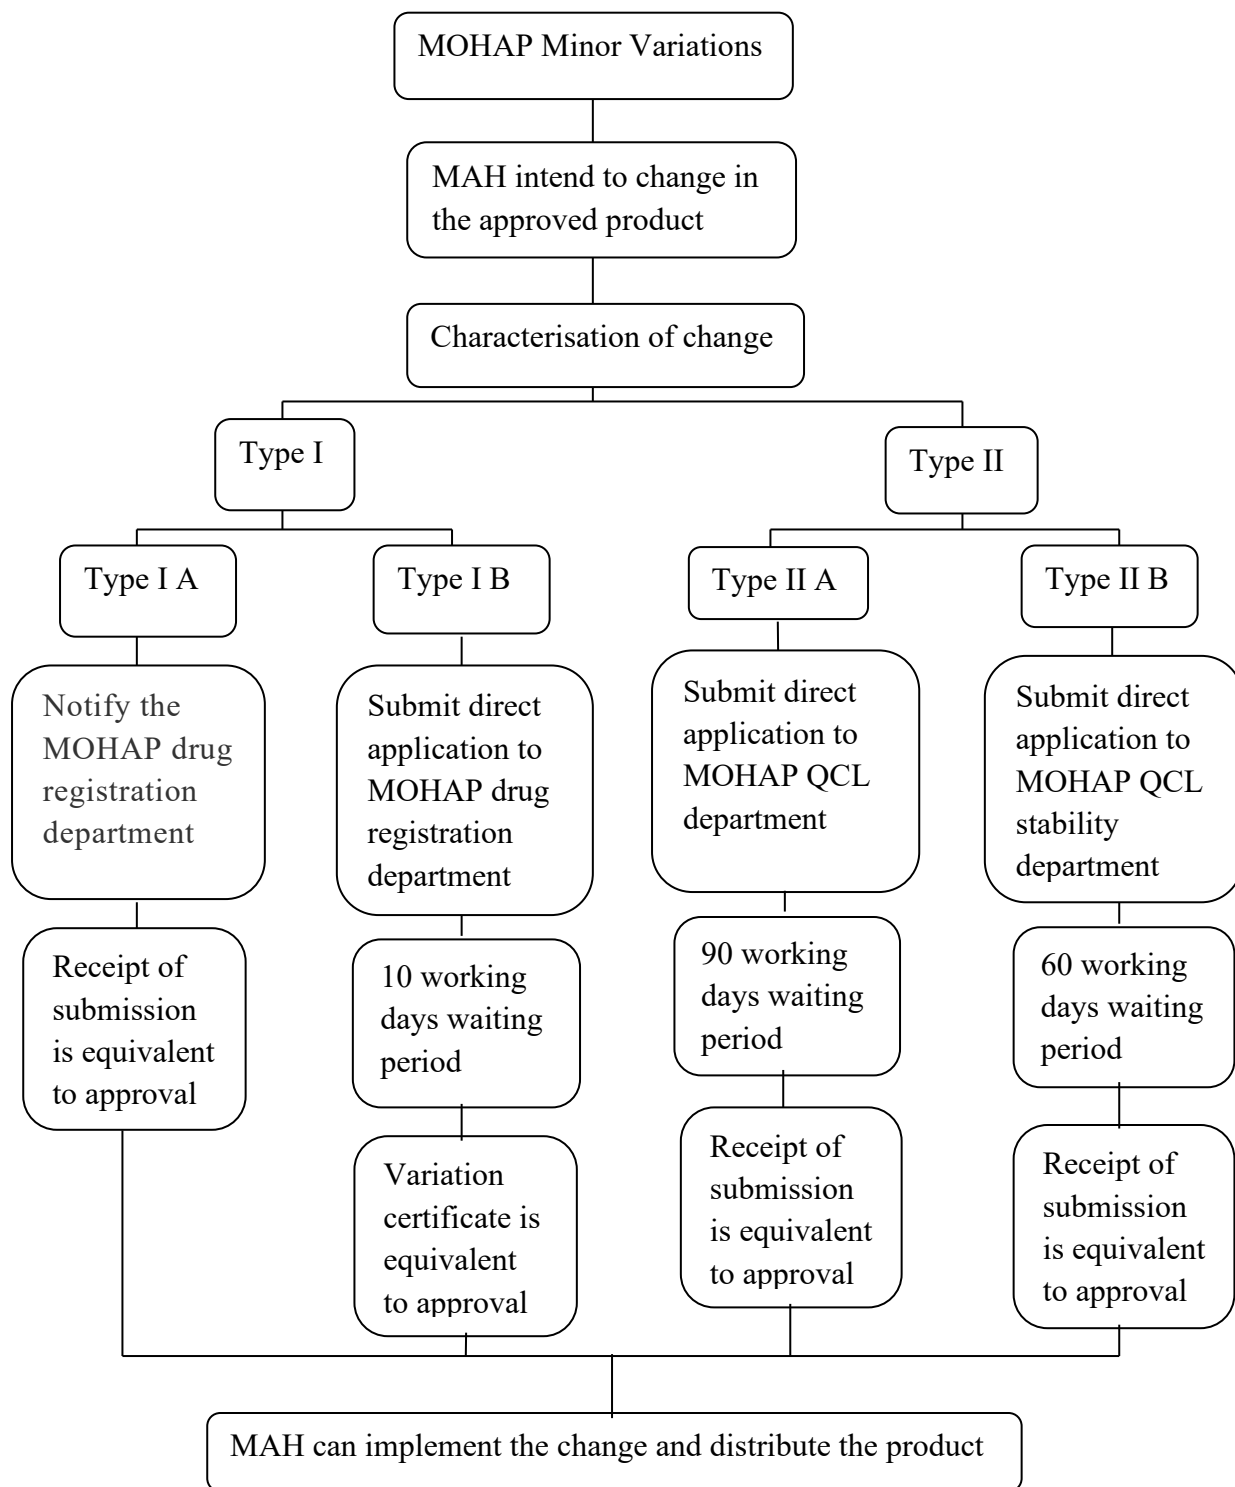 MOHAP Minor Variations
MAH intend to change in
the approved product
Characterisation of change
Type I
Type II
Type I A
Type I B
Type II A
Type II B
Notify the
MOHAP drug
registration
department
Submit direct
application to
MOHAP drug
registration
department
Submit direct
application to
MOHAP QCL
department
Submit direct
application to
MOHAP QCL
stability
department
Receipt of
submission
is equivalent
to approval
10 working
days waiting
period
90 working
days waiting
period
60 working
days waiting
period
Variation
certificate is
equivalent
to approval
Receipt of
submission
is equivalent
to approval
Receipt of
submission
is equivalent
to approval
MAH can implement the change and distribute the product